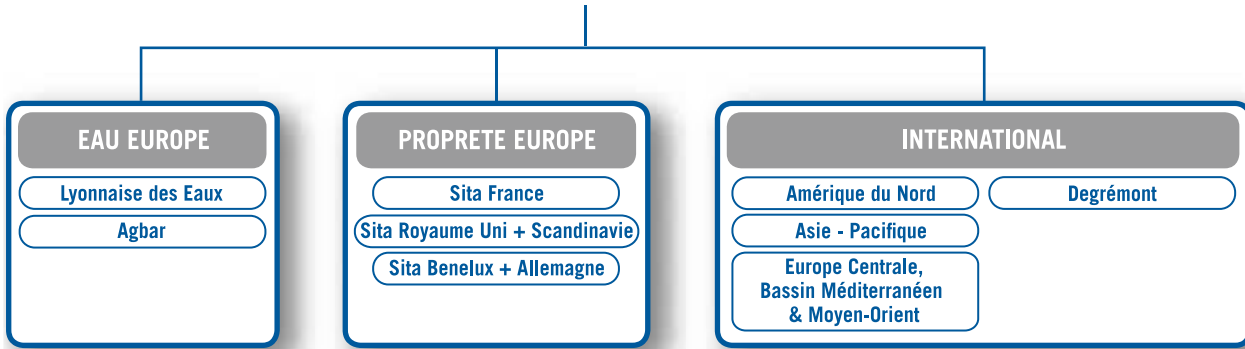 EAU EUROPE
Lyonnaise des Eaux
Agbar
PROPRETE EUROPE
Sita France
Sita Royaume Uni + Scandinavie
Sita Benelux + Allemagne
INTERNATIONAL
Amérique du Nord
Asie - Pacifique
Europe Centrale,
Bassin Méditerranéen
& Moyen-Orient
Degrémont